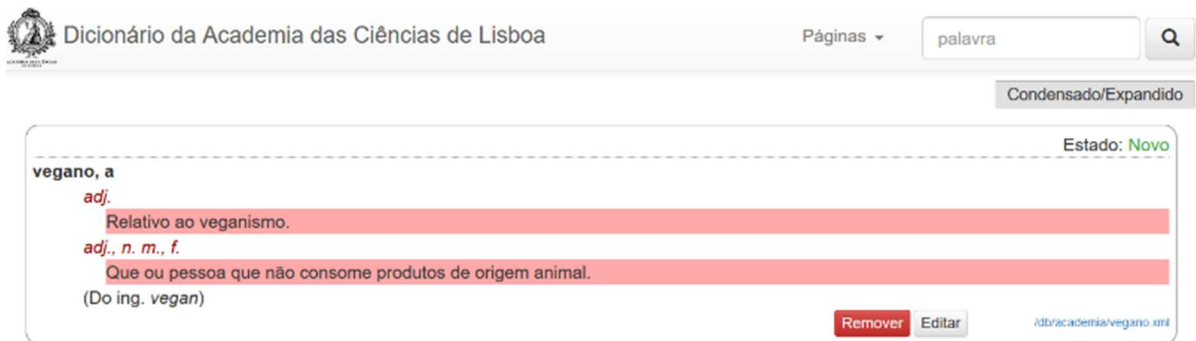 Dicionário da Academia das Ciências de Lisboa
Páginas
palavra
Condensado/Expandido
Estado: Novo
vegano, a
adj.
Relativo ao veganismo.
adj., n. m., f.
Que ou pessoa que não consome produtos de origem animal.
(Do ing. vegan)
Remover Editar /db/academia/vegano.xml